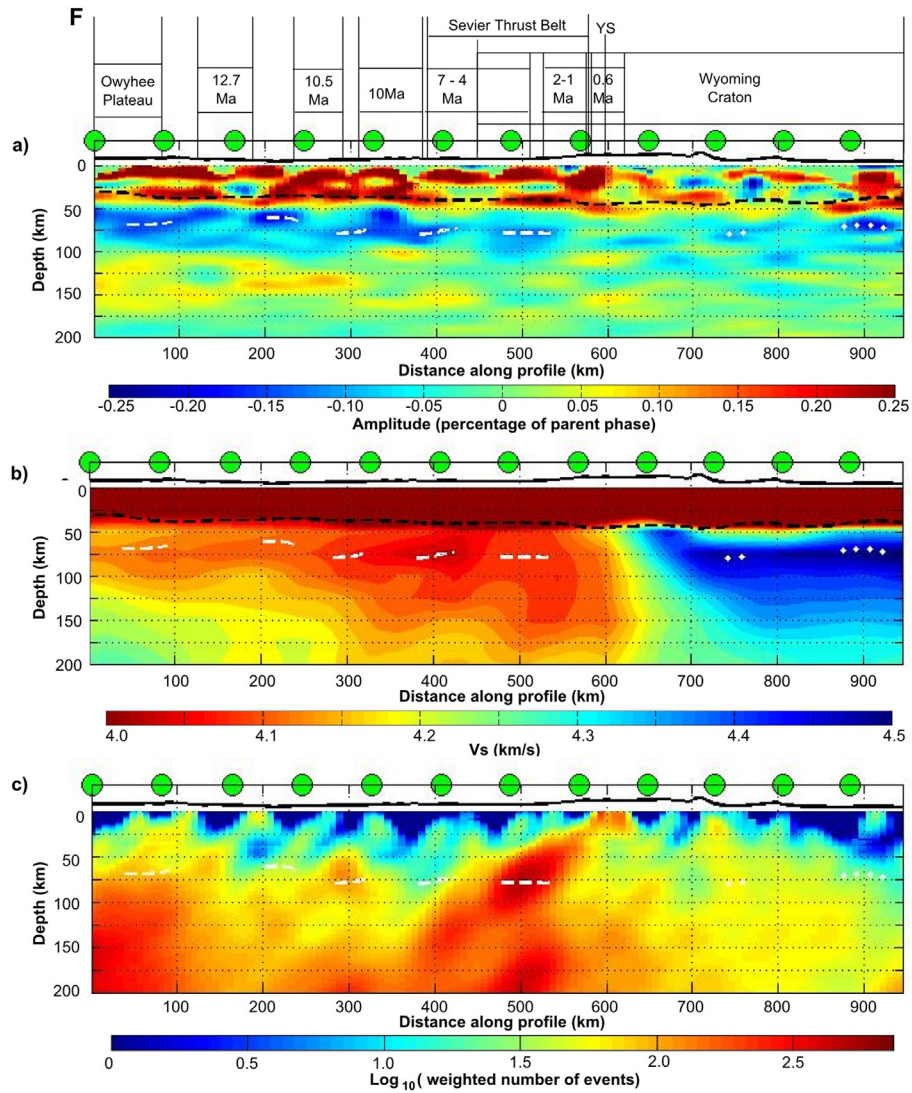 F
Sevier Thrust Belt
YS
Owyhee
Plateau
12.7
Ma
10.5
Ma
10Ma
7 - 4
Ma
2-1
Ma
0.6
Ma
Wyoming
Craton
a)
0
50
100
150
200
Depth (km)
100 200 300 400 500 600 700 800 900
Distance along profile (km)
-0.25 -0.20 -0.15 -0.10 -0.05 0 0.05 0.10 0.15 0.20 0.25
Amplitude (percentage of parent phase)
b)
0
50
100
150
200
Depth (km)
100 200 300 400 500 600 700 800 900
Distance along profile (km)
4.0 4.1 4.2 4.3 4.4 4.5
Vs (km/s)
c)
0
50
100
150
200
Depth (km)
100 200 300 400 500 600 700 800 900
Distance along profile (km)
0 0.5 1.0 1.5 2.0 2.5
Log 10( weighted number of events)